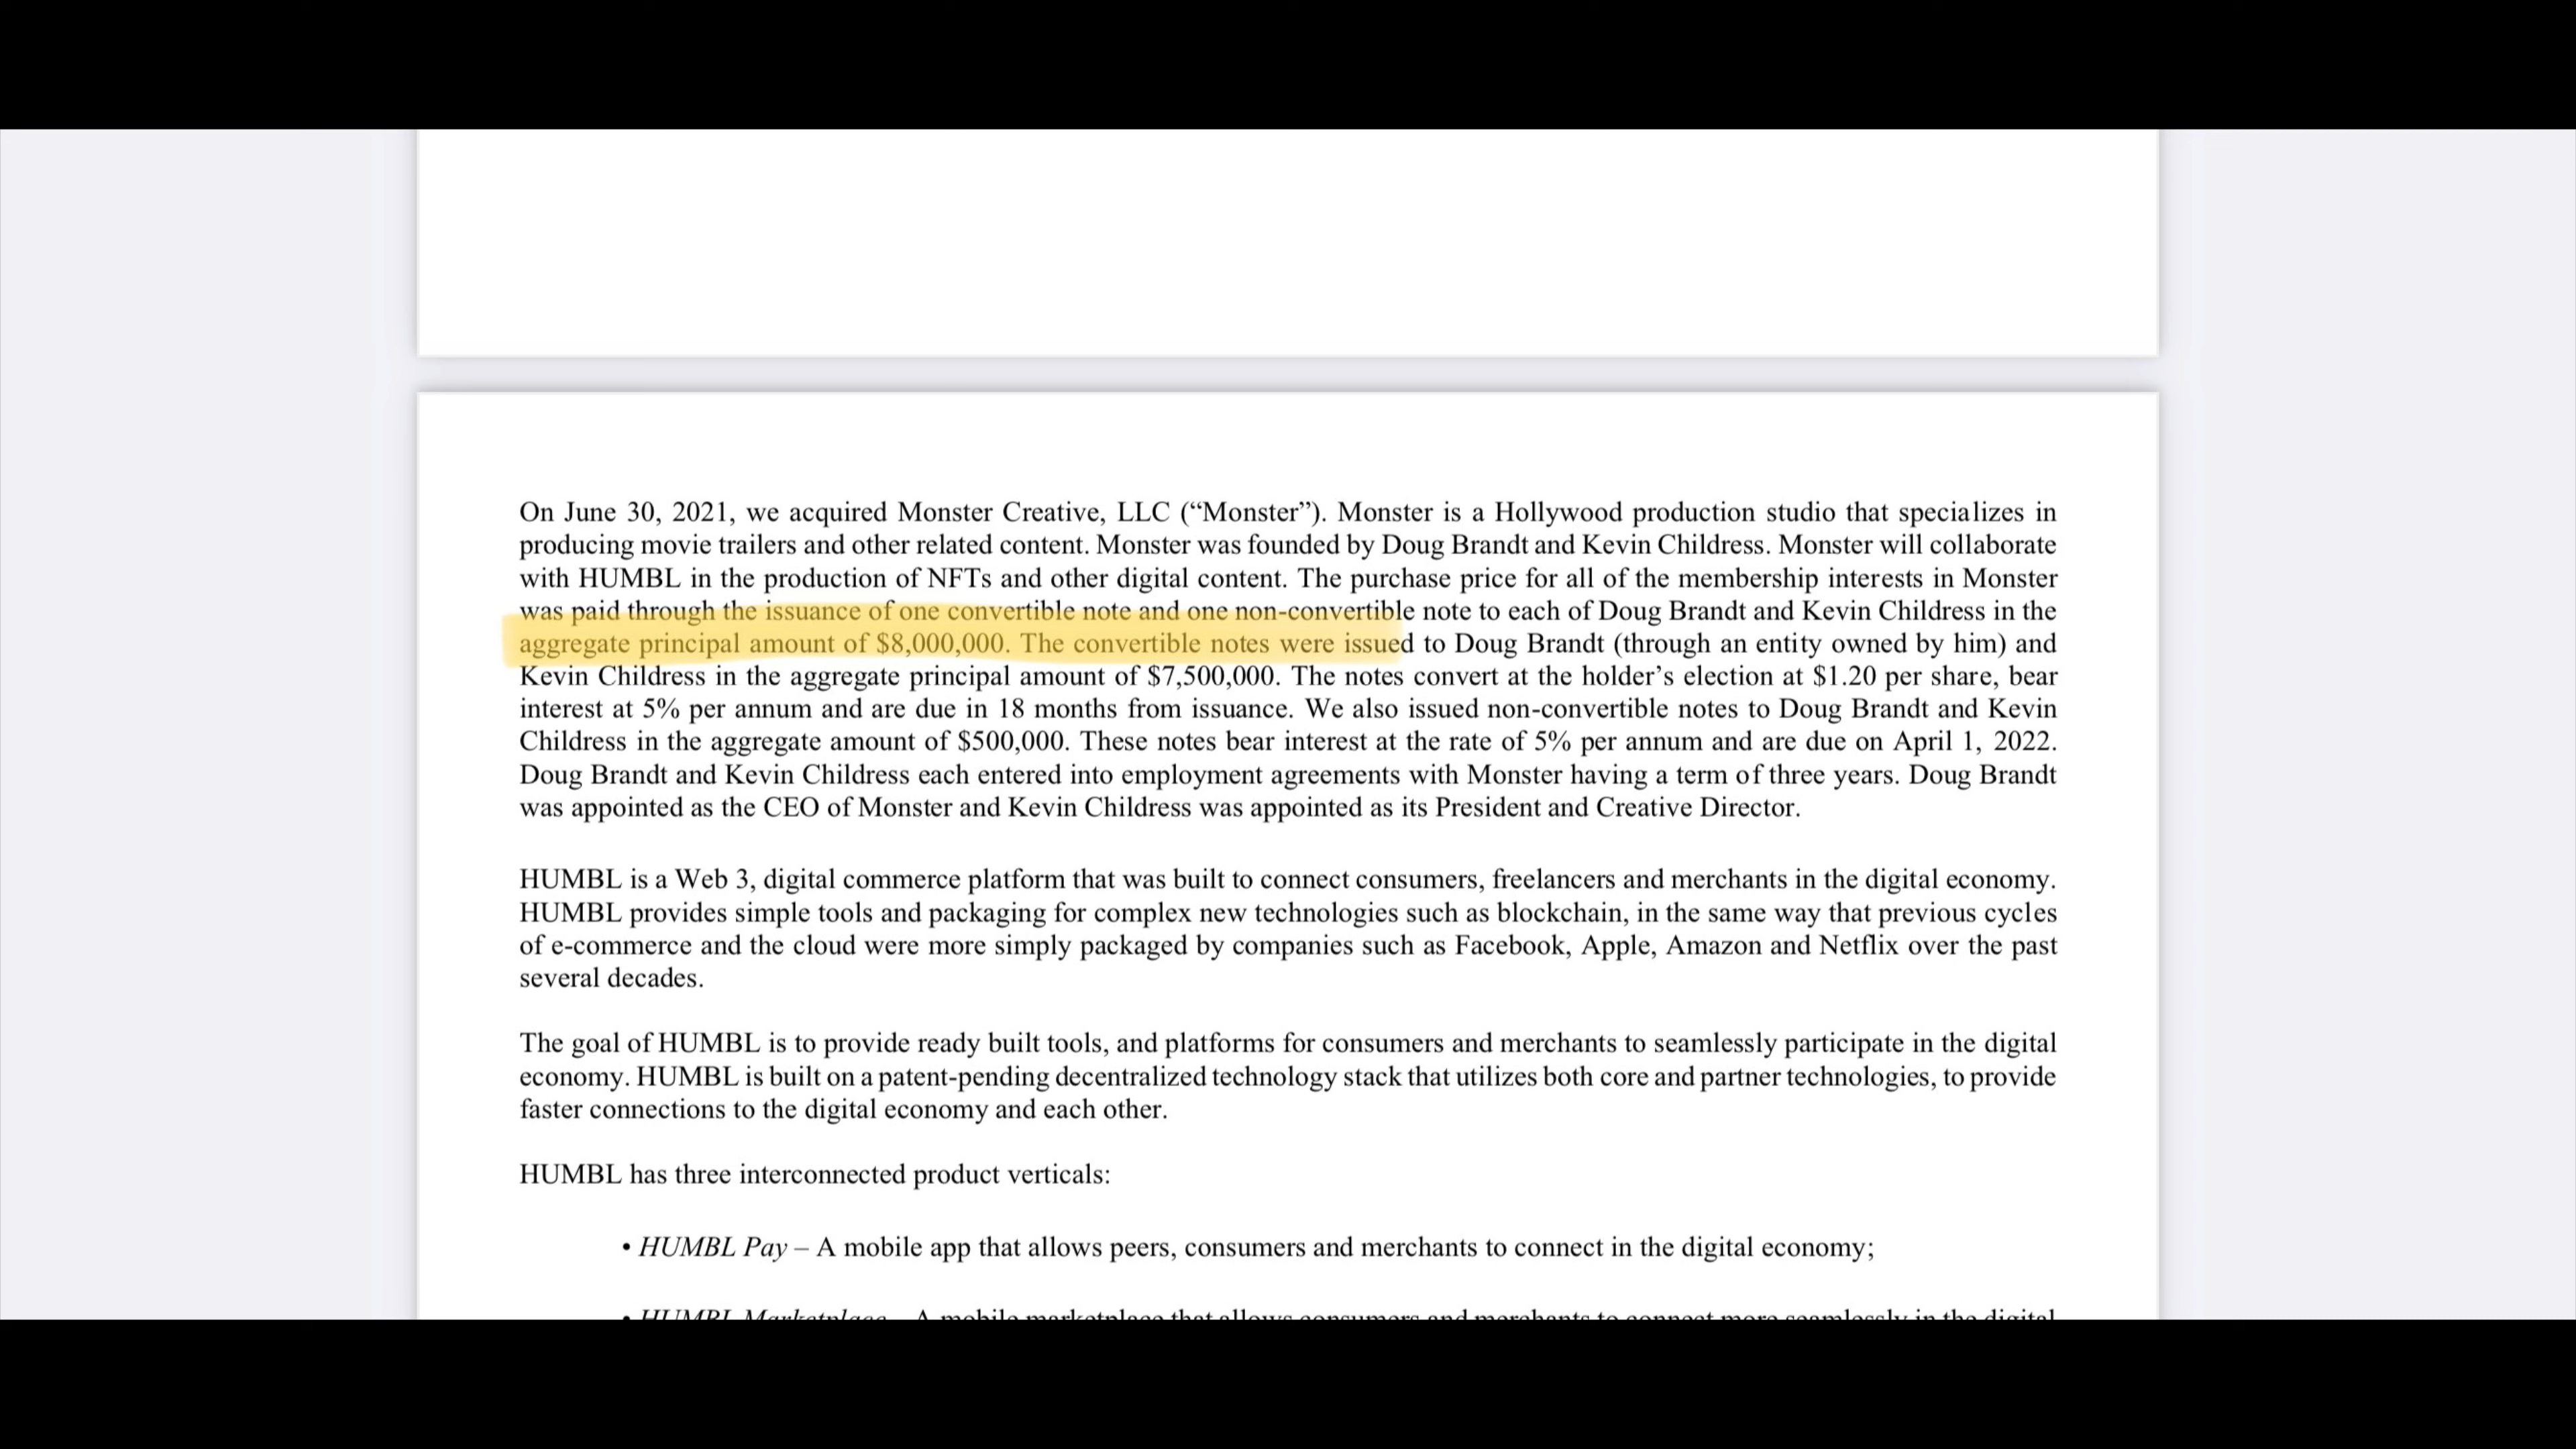 On June 30, 2021, we acquired Monster Creative, LLC (“Monster”). Monster is a Hollywood production studio that specializes in
producing movie trailers and other related content. Monster was founded by Doug Brandt and Kevin Childress. Monster will collaborate
with HUMBL in the production of NFTs and other digital content. The purchase price for all of the membership interests in Monster
was paid through the issuance of one convertible note and one non-convertible note to each of Doug Brandt and Kevin Childress in the
aggregate principal amount of $8,000,000. The convertible notes were issued to Doug Brandt (through an entity owned by him) and
Kevin Childress in the aggregate principal amount of $7,500,000. The notes convert at the holder’s election at $1.20 per share, bear
interest at 5% per annum and are due in 18 months from issuance. We also issued non-convertible notes to Doug Brandt and Kevin
Childress in the aggregate amount of $500,000. These notes bear interest at the rate of 5% per annum and are due on April 1, 2022.
Doug Brandt and Kevin Childress each entered into employment agreements with Monster having a term of three years. Doug Brandt
was appointed as the CEO of Monster and Kevin Childress was appointed as its President and Creative Director.
HUMBL is a Web 3, digital commerce platform that was built to connect consumers, freelancers and merchants in the digital economy.
HUMBL provides simple tools and packaging for complex new technologies such as blockchain, in the same way that previous cycles
of e-commerce and the cloud were more simply packaged by companies such as Facebook, Apple, Amazon and Netflix over the past
several decades.
The goal of HUMBL is to provide ready built tools, and platforms for consumers and merchants to seamlessly participate in the digital
economy. HUMBL is built on a patent-pending decentralized technology stack that utilizes both core and partner technologies, to provide
faster connections to the digital economy and each other.
HUMBL has three interconnected product verticals:
• HUMBL Pay – A mobile app that allows peers, consumers and merchants to connect in the digital economy;
• HUMBL Marketplace – A mobile marketplace that allows consumers and merchants to connect more seamlessly in the digital